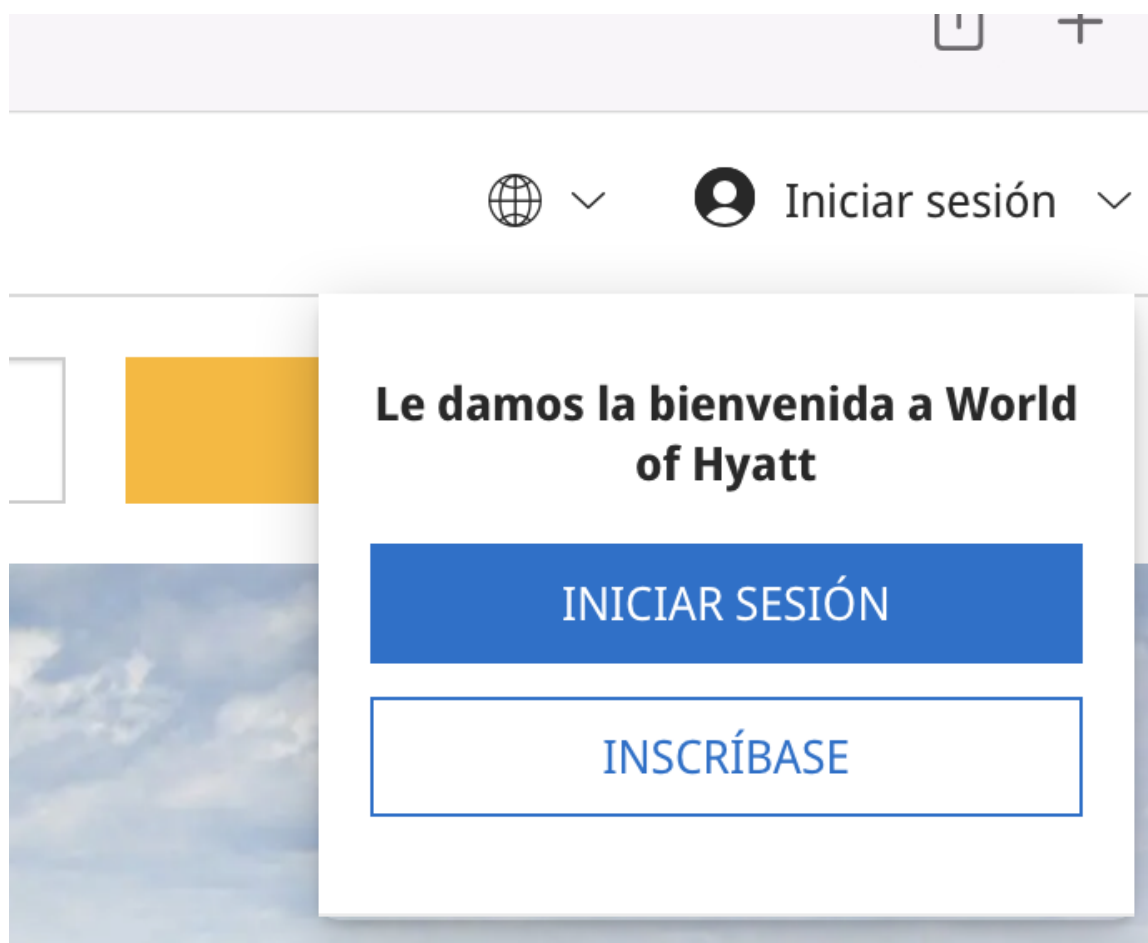 Iniciar sesión
Le damos la bienvenida a World
of Hyatt
INICIAR SESIÓN
INSCRÍBASE